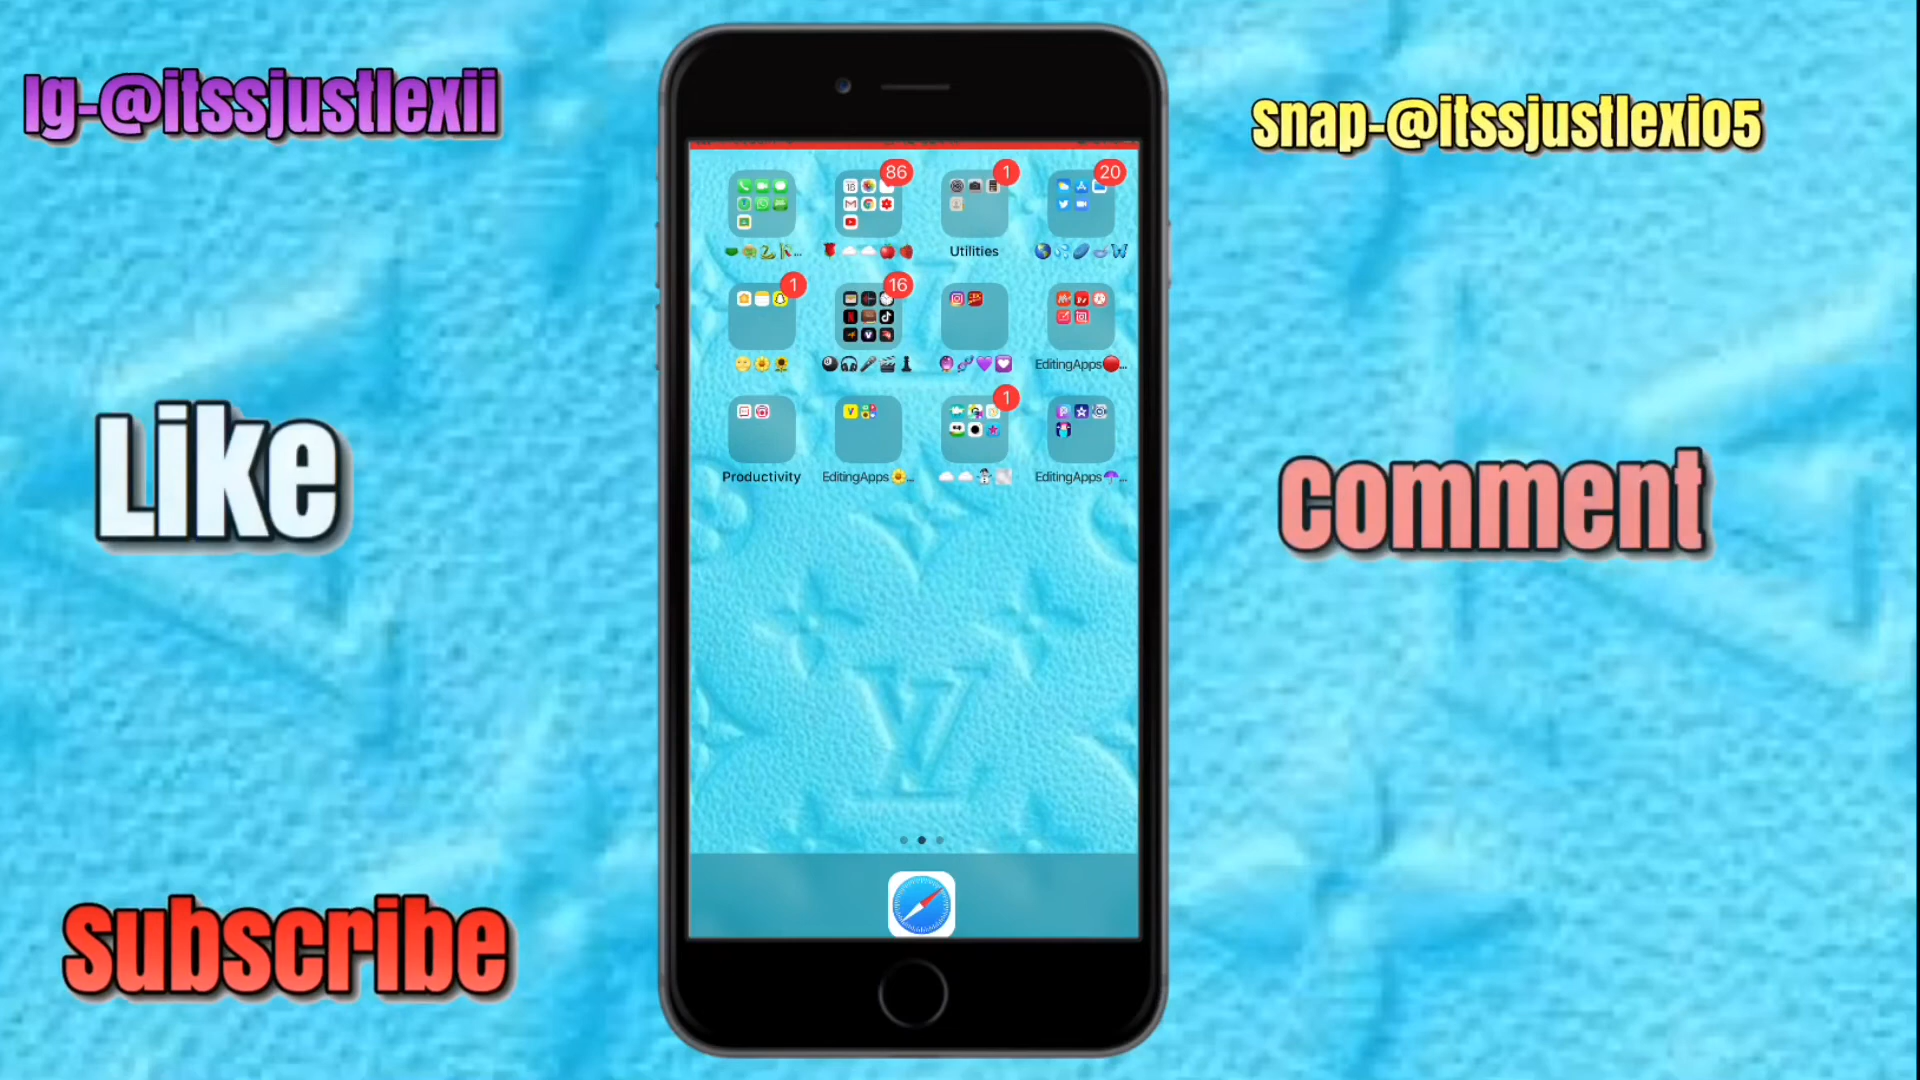 Ig-@itssjustlexii
Snap-@itssjustlexi05
86
1
20
Utilities
1
16
EditingApps...
1
Productivity
EditingApps...
EditingApps...
Like
Comment
Subscribe